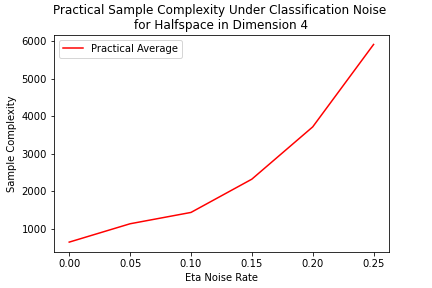 Practical Sample Complexity Under Classification Noise
for Halfspace in Dimension 4
Practical Average
6000
5000
4000
3000
2000
1000
Sample Complexity
0.00 0.05 0.10 0.15 0.20 0.25
Eta Noise Rate